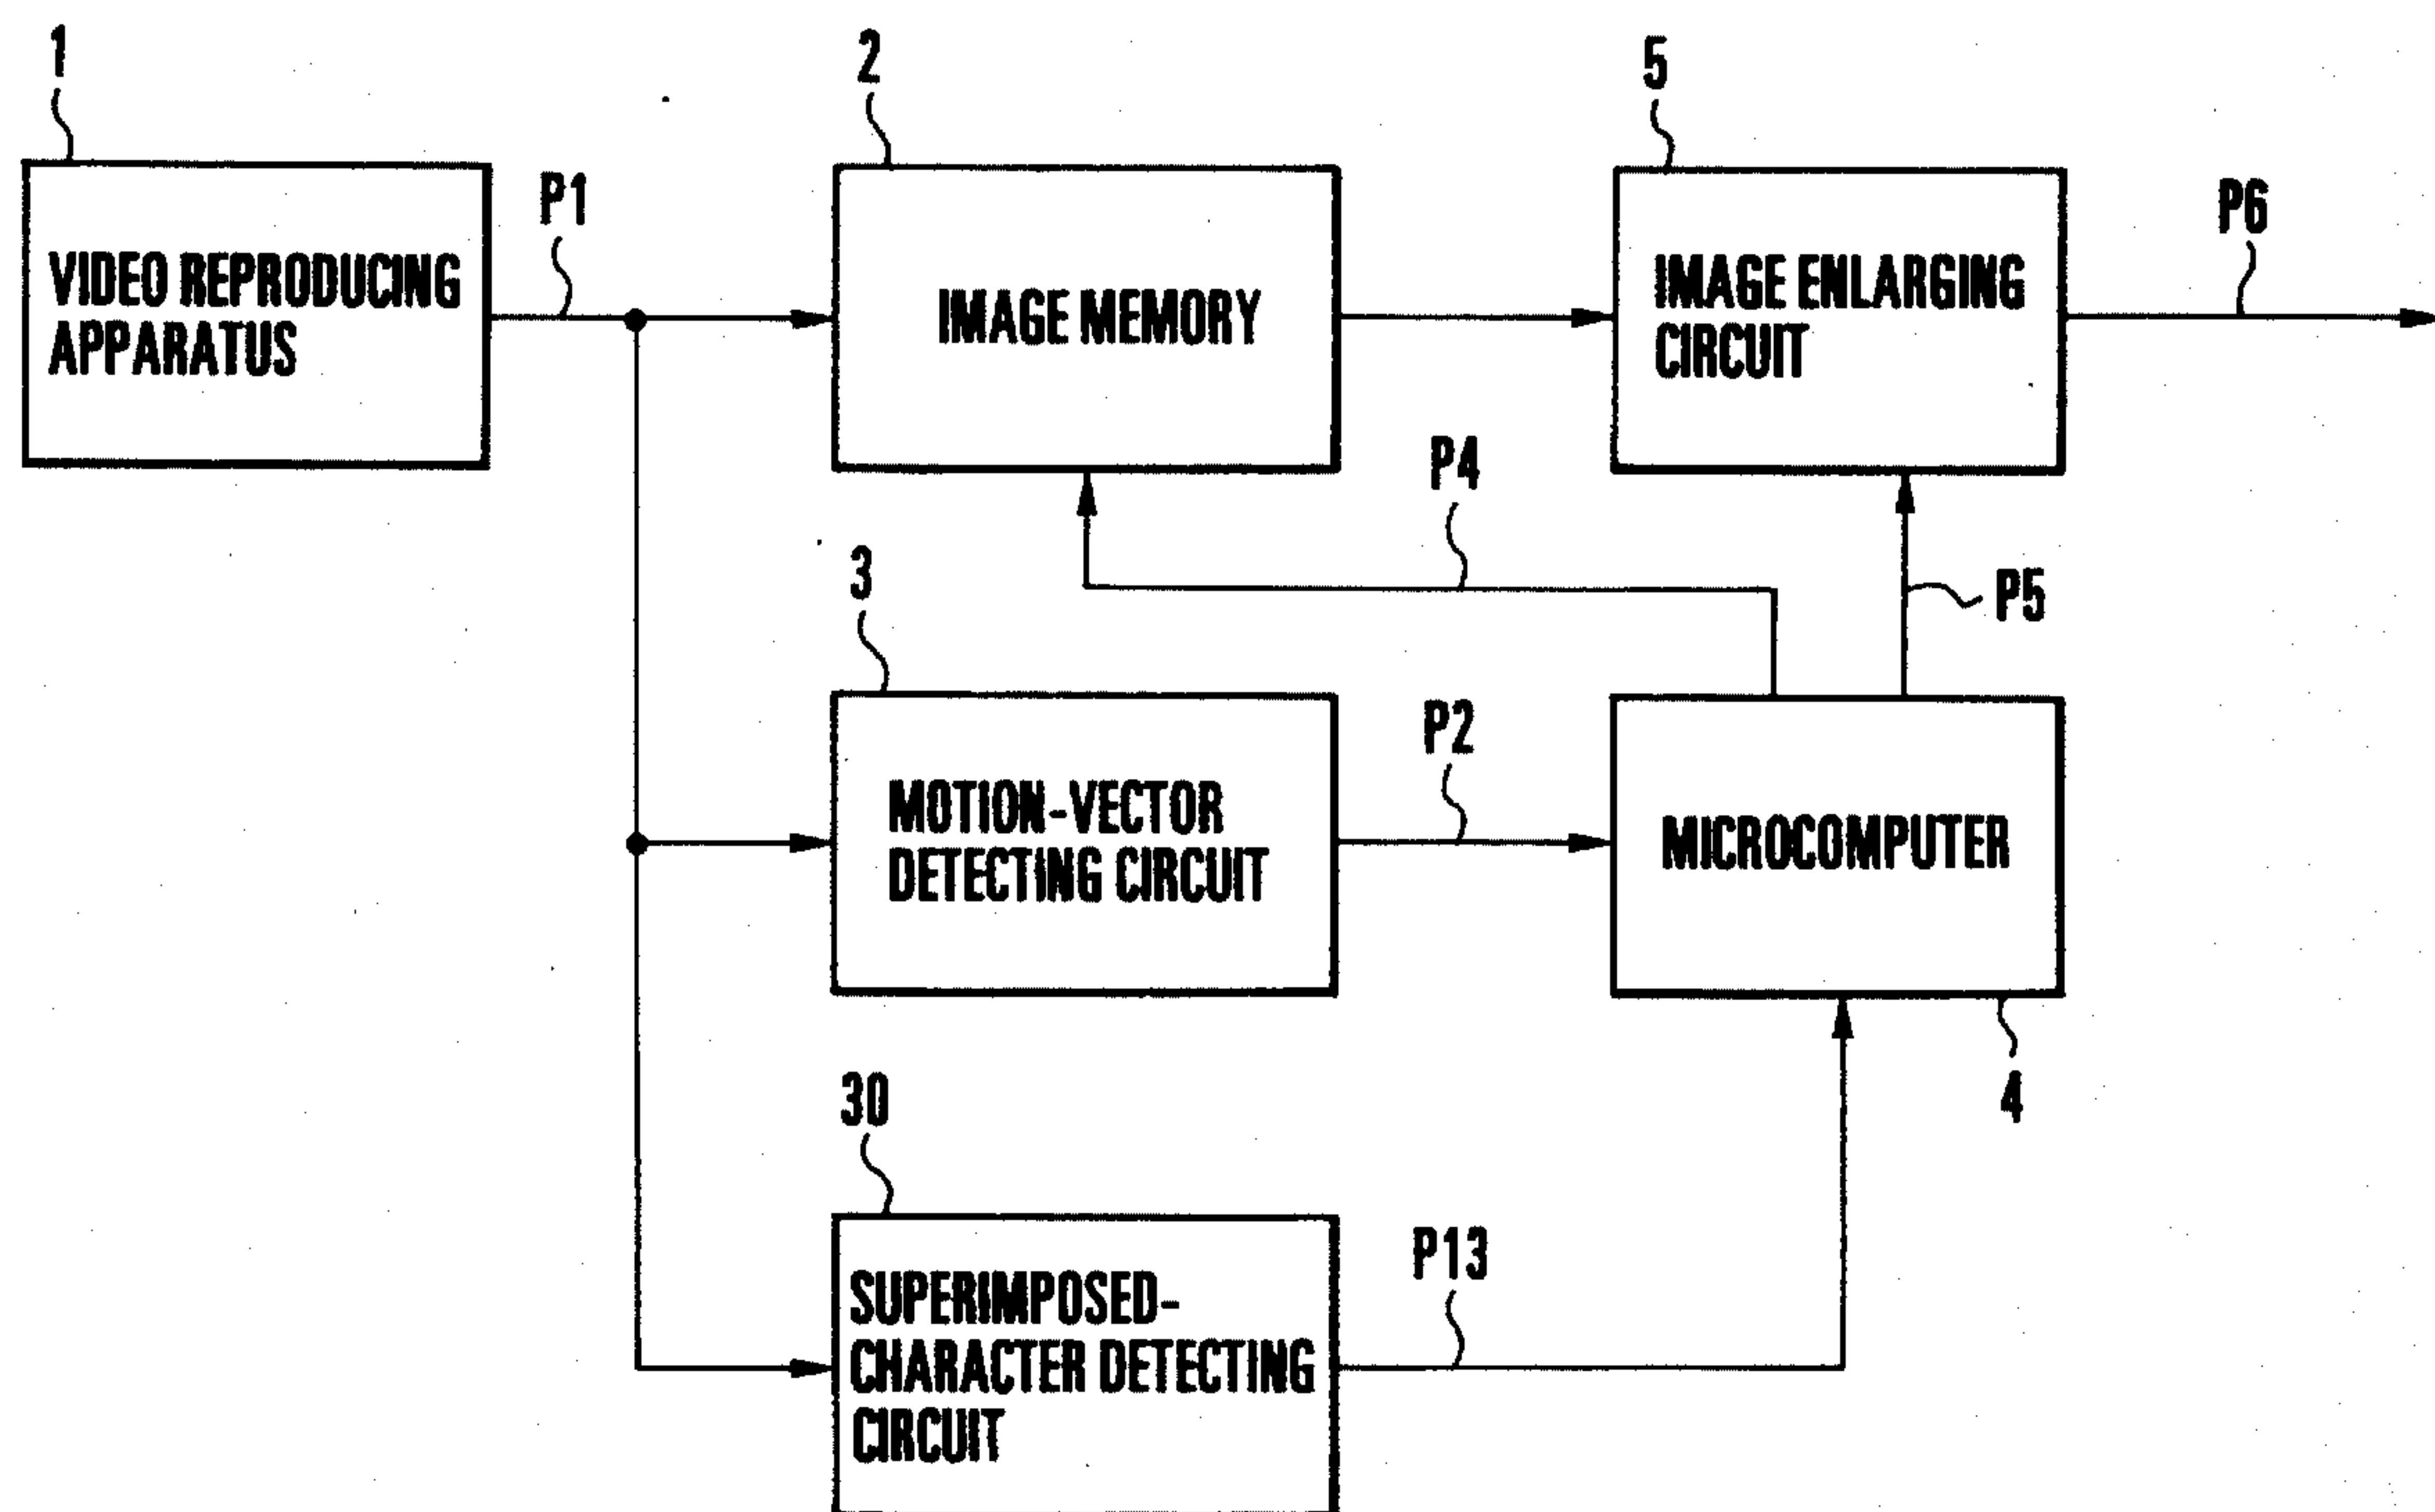 1
2
5
P1
P6
VIDEO REPRODUCING
APPARATUS
IMAGE MEMORY
IMAGE ENLARGING
CIRCUIT
P4
P5
3
P2
MOTION-VECTOR
DETECTING CIRCUIT
MICROCOMPUTER
30
4
P13
SUPERIMPOSED-
CHARACTER DETECTING
CIRCUIT